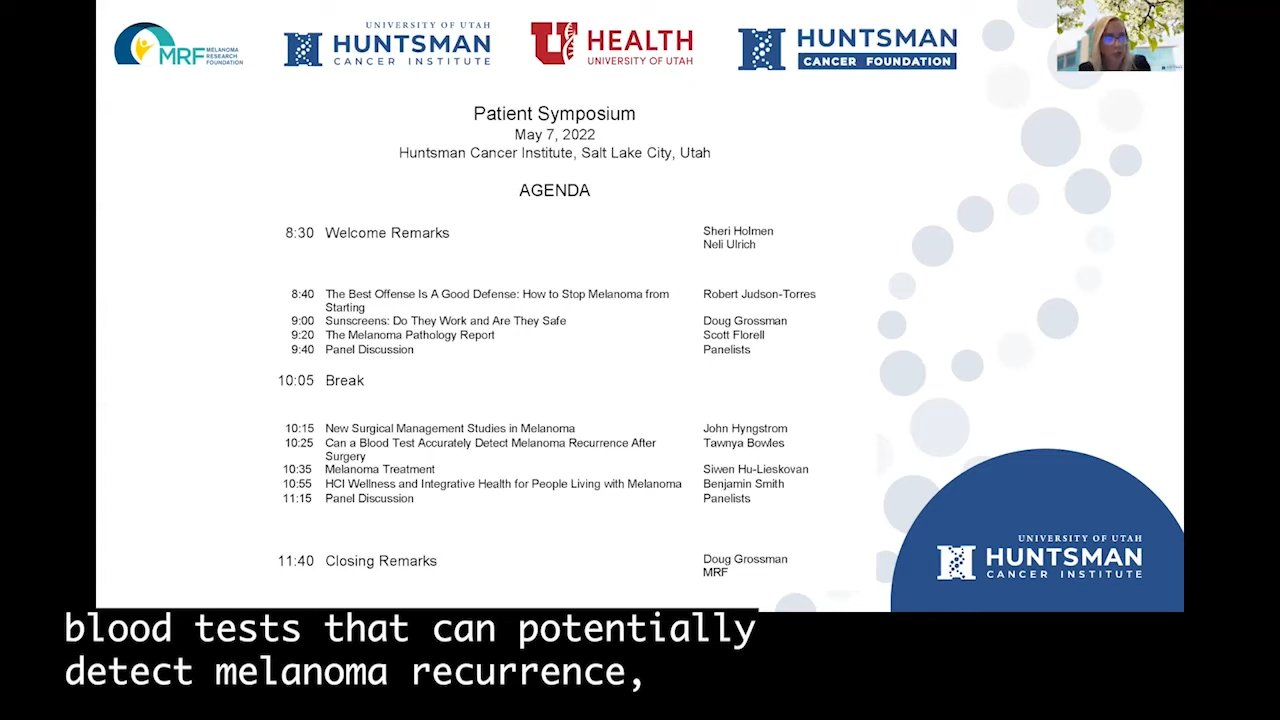 MRF MELANOMA RESEARCH FOUNDATION
UNIVERSITY OF UTAH
HUNTSMAN
CANCER INSTITUTE
U HEALTH
UNIVERSITY OF UTAH
HUNTSMAN
CANCER FOUNDATION
Patient Symposium
May 7, 2022
Huntsman Cancer Institute, Salt Lake City, Utah
AGENDA
8:30 Welcome Remarks Sheri Holmen
Neli Ulrich
8:40 The Best Offense Is A Good Defense: How to Stop Melanoma from Robert Judson-Torres
Starting
9:00 Sunscreens: Do They Work and Are They Safe Doug Grossman
9:20 The Melanoma Pathology Report Scott Florell
9:40 Panel Discussion Panelists
10:05 Break
10:15 New Surgical Management Studies in Melanoma John Hyngstrom
10:25 Can a Blood Test Accurately Detect Melanoma Recurrence After Tawnya Bowles
Surgery
10:35 Melanoma Treatment Siwen Hu-Lieskovan
10:55 HCI Wellness and Integrative Health for People Living with Melanoma Benjamin Smith
11:15 Panel Discussion Panelists
11:40 Closing Remarks Doug Grossman
MRF
UNIVERSITY OF UTAH
HUNTSMAN
CANCER INSTITUTE
blood tests that can potentially
detect melanoma recurrence,